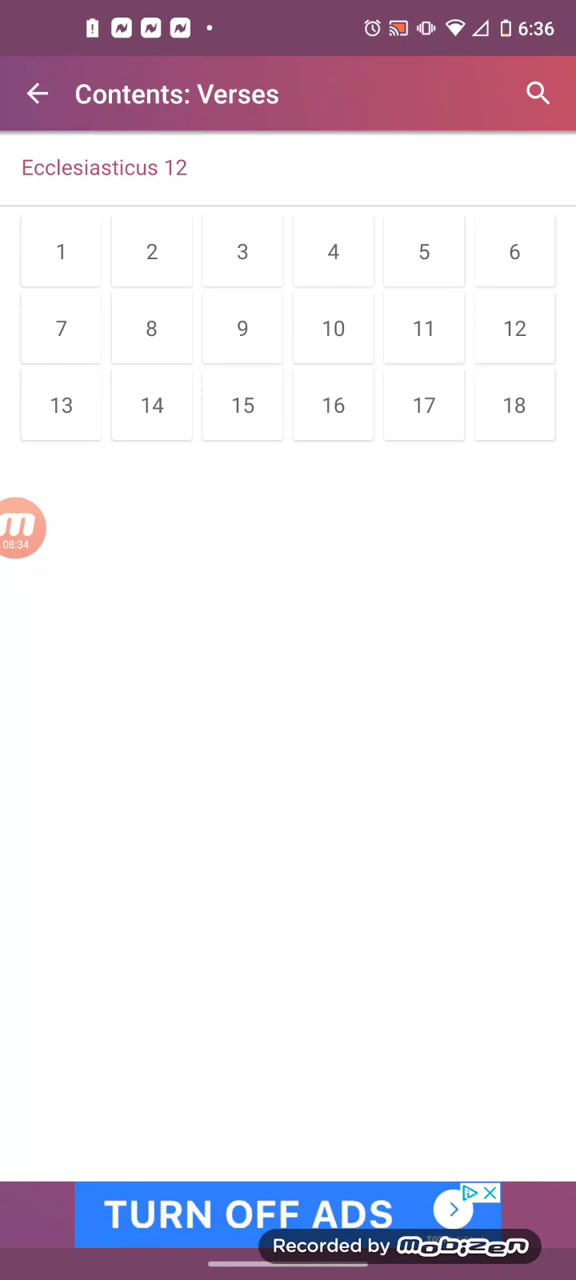 6:36
Contents: Verses
Ecclesiasticus 12
1 2 3 4 5 6
7 8 9 10 11 12
13 14 15 16 17 18
m
08:34
TURN OFF ADS
Recorded by mobizen